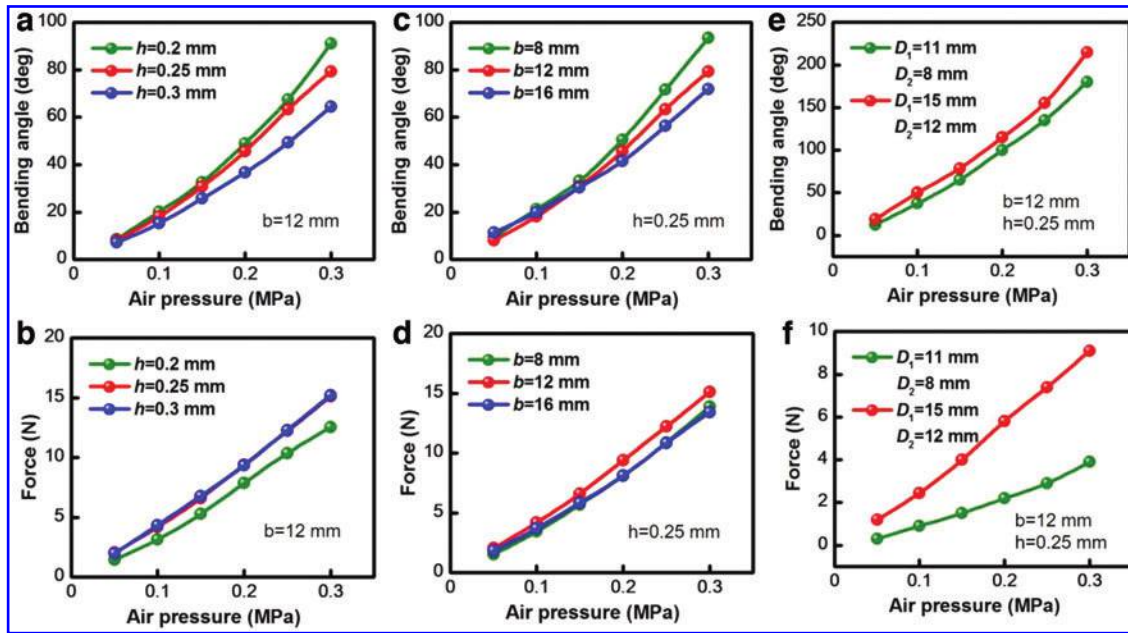 a
100
80
60
40
20
0
Bending angle (deg)
h=0.2 mm
h=0.25 mm
h=0.3 mm
b=12 mm
0 0.1 0.2 0.3
Air pressure (MPa)
c
100
80
60
40
20
0
Bending angle (deg)
b=8 mm
b=12 mm
b=16 mm
h=0.25 mm
0 0.1 0.2 0.3
Air pressure (MPa)
e
250
200
150
100
50
0
Bending angle (deg)
D₁=11 mm
D₂=8 mm
D₁=15 mm
D₂=12 mm
b=12 mm
h=0.25 mm
0.1 0.2 0.3
Air pressure (MPa)
b
20
15
10
5
0
Force (N)
h=0.2 mm
h=0.25 mm
h=0.3 mm
b=12 mm
0 0.1 0.2 0.3
Air pressure (MPa)
d
20
15
10
5
0
Force (N)
b=8 mm
b=12 mm
b=16 mm
h=0.25 mm
0 0.1 0.2 0.3
Air pressure (MPa)
f
10
8
6
4
2
0
Force (N)
D₁=11 mm
D₂=8 mm
D₁=15 mm
D₂=12 mm
b=12 mm
h=0.25 mm
0.1 0.2 0.3
Air pressure (MPa)